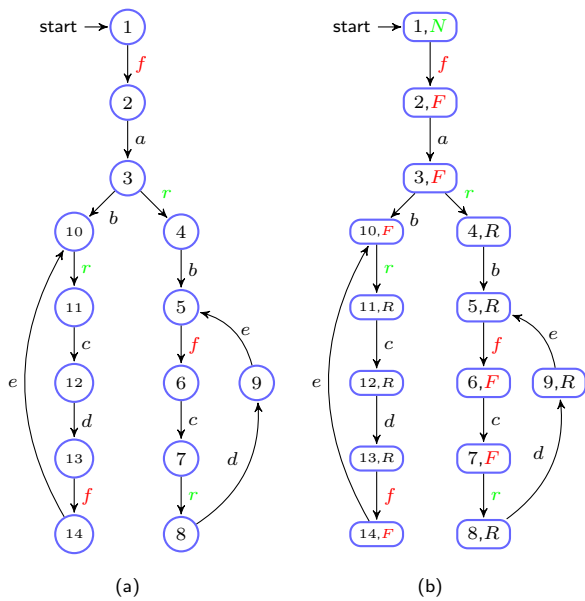 start 1 start 1,N
f f
2 2,F
a a
3 3,F
b r b r
10 4 10,F 4,R
r b r b
11 5 11,R 5,R
c f e c f e
e 12 6 9 e 12,R 6,F 9,R
d c d c
13 7 13,R 7,F
f r d f r d
14 8 14,F 8,R
(a) (b)